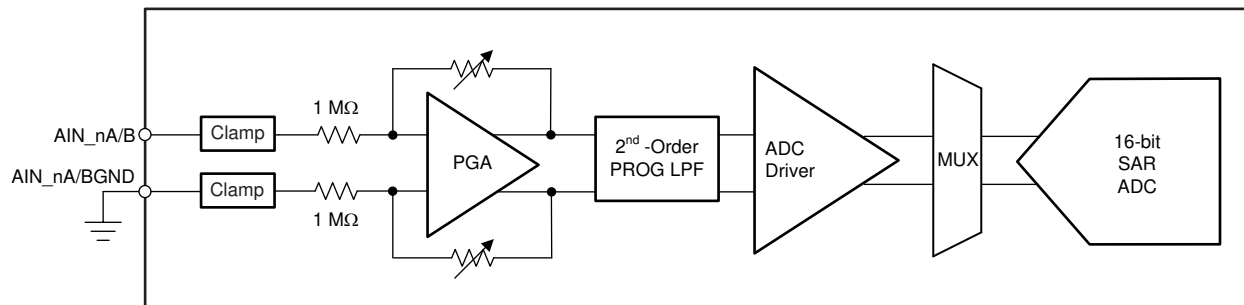 AIN_nA/B
AIN_nA/BGND
Clamp
Clamp
1 MΩ
1 MΩ
PGA
2nd -Order
PROG LPF
ADC
Driver
MUX
16-bit
SAR
ADC